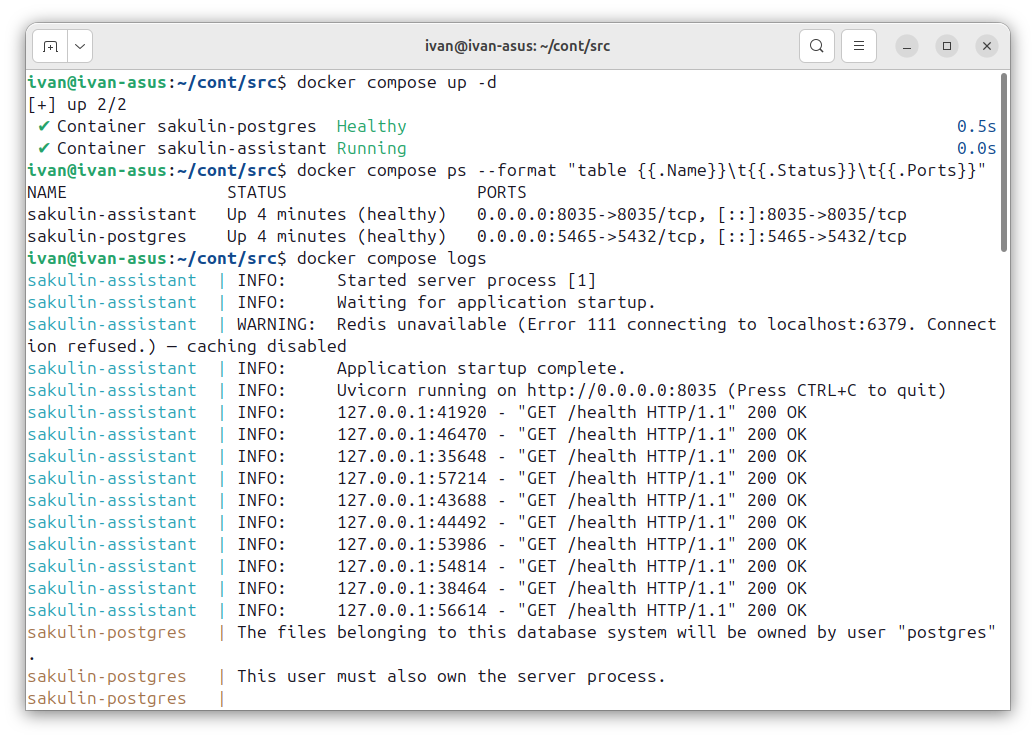 ivan@ivan-asus: ~/cont/src
ivan@ivan-asus:~/cont/src$ docker compose up -d
[+] up 2/2
✔ Container sakulin-postgres  Healthy 0.5s
✔ Container sakulin-assistant Running 0.0s
ivan@ivan-asus:~/cont/src$ docker compose ps --format "table {{.Name}}\t{{.Status}}\t{{.Ports}}"
NAME                STATUS                   PORTS
sakulin-assistant   Up 4 minutes (healthy)   0.0.0.0:8035->8035/tcp, [::]:8035->8035/tcp
sakulin-postgres    Up 4 minutes (healthy)   0.0.0.0:5465->5432/tcp, [::]:5465->5432/tcp
ivan@ivan-asus:~/cont/src$ docker compose logs
sakulin-assistant  | INFO:     Started server process [1]
sakulin-assistant  | INFO:     Waiting for application startup.
sakulin-assistant  | WARNING:  Redis unavailable (Error 111 connecting to localhost:6379. Connect
ion refused.) — caching disabled
sakulin-assistant  | INFO:     Application startup complete.
sakulin-assistant  | INFO:     Uvicorn running on http://0.0.0.0:8035 (Press CTRL+C to quit)
sakulin-assistant  | INFO:     127.0.0.1:41920 - "GET /health HTTP/1.1" 200 OK
sakulin-assistant  | INFO:     127.0.0.1:46470 - "GET /health HTTP/1.1" 200 OK
sakulin-assistant  | INFO:     127.0.0.1:35648 - "GET /health HTTP/1.1" 200 OK
sakulin-assistant  | INFO:     127.0.0.1:57214 - "GET /health HTTP/1.1" 200 OK
sakulin-assistant  | INFO:     127.0.0.1:43688 - "GET /health HTTP/1.1" 200 OK
sakulin-assistant  | INFO:     127.0.0.1:44492 - "GET /health HTTP/1.1" 200 OK
sakulin-assistant  | INFO:     127.0.0.1:53986 - "GET /health HTTP/1.1" 200 OK
sakulin-assistant  | INFO:     127.0.0.1:54814 - "GET /health HTTP/1.1" 200 OK
sakulin-assistant  | INFO:     127.0.0.1:38464 - "GET /health HTTP/1.1" 200 OK
sakulin-assistant  | INFO:     127.0.0.1:56614 - "GET /health HTTP/1.1" 200 OK
sakulin-postgres   | The files belonging to this database system will be owned by user "postgres"
.
sakulin-postgres   | This user must also own the server process.
sakulin-postgres   |